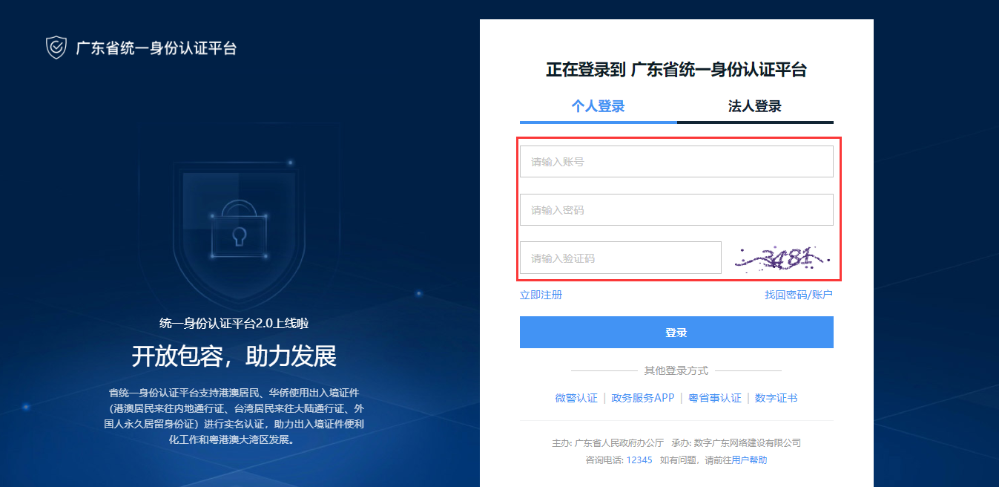 广东省统一身份认证平台
统一身份认证平台2.0上线啦
开放包容，助力发展
省统一身份认证平台支持港澳居民、华侨使用出入境证件
（港澳居民来往内地通行证、台湾居民来往大陆通行证、外
国人永久居留身份证）进行实名认证，助力出入境证件便利
化工作和粤港澳大湾区发展。
正在登录到 广东省统一身份认证平台
个人登录 法人登录
请输入账号
请输入密码
请输入验证码 3481
立即注册 找回密码/账户
登录
其他登录方式
微警认证 | 政务服务APP | 粤省事认证 | 数字证书
主办: 广东省人民政府办公厅 承办: 数字广东网络建设有限公司
咨询电话: 12345 如有问题，请前往用户帮助